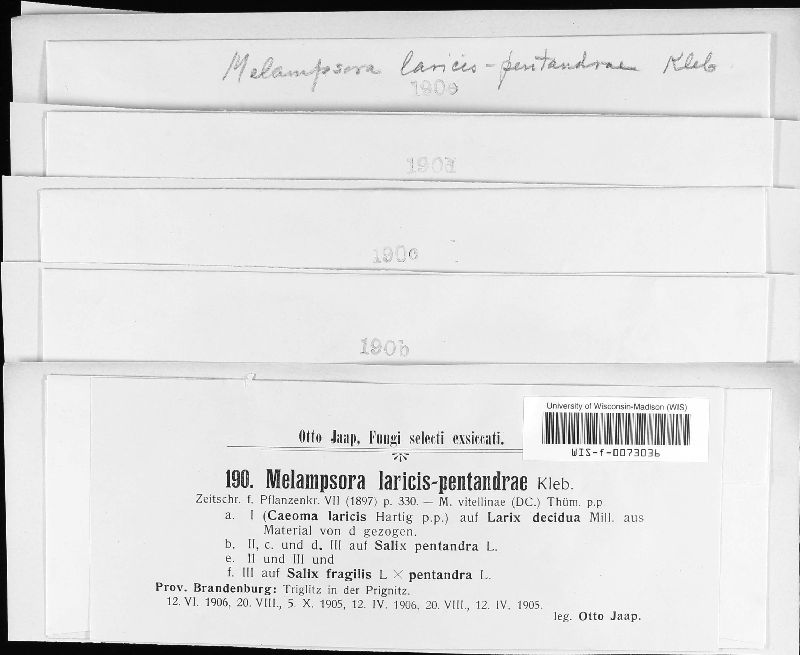 Melampsora laricis-pentandrae Kleb
190e
190d
190c
190b
University of Wisconsin-Madison (WIS)
WIS-f-0073036
Otto Jaap, Fungi selecti exsiccati.
190. Melampsora laricis-pentandrae Kleb.
Zeitschr. f. Pflanzenkr. VII (1897) p. 330. — M. vitellinae (DC.) Thüm. p.p
a. I (Caeoma laricis Hartig p.p.) auf Larix decidua Mill. aus
Material von d gezogen.
b. II, c. und d. III auf Salix pentandra L.
e. II und III und
f. III auf Salix fragilis L × pentandra L.
Prov. Brandenburg: Triglitz in der Prignitz.
12. VI. 1906, 20. VIII., 5. X. 1905, 12. IV. 1906, 20. VIII., 12. IV. 1905.
leg. Otto Jaap.